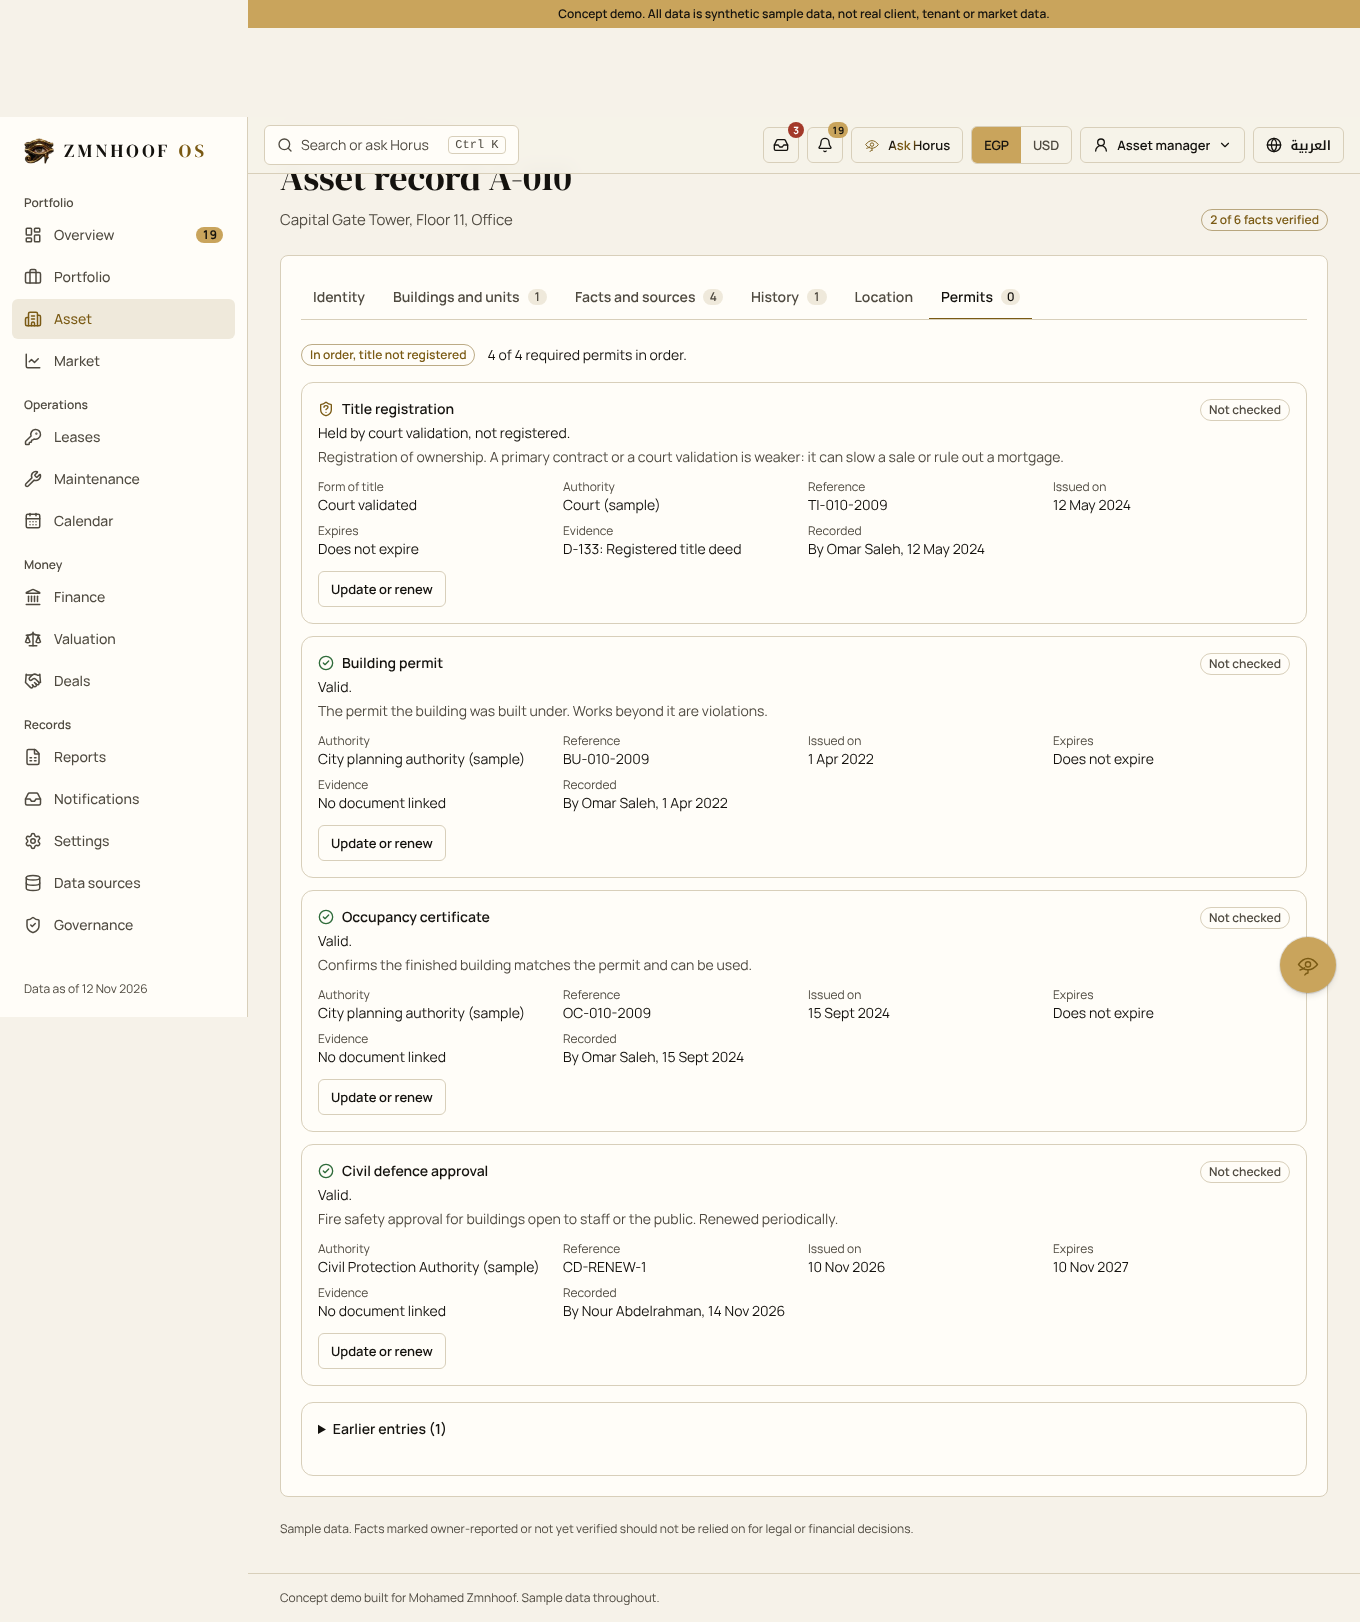 Concept demo. All data is synthetic sample data, not real client, tenant or market data.
ZMNHOOF OS
Search or ask Horus Ctrl K
3
19
Ask Horus
EGP USD
Asset manager
العربية
Portfolio
Overview 19
Portfolio
Asset
Market
Operations
Leases
Maintenance
Calendar
Money
Finance
Valuation
Deals
Records
Reports
Notifications
Settings
Data sources
Governance
Data as of 12 Nov 2026
Asset record A-010
Capital Gate Tower, Floor 11, Office
2 of 6 facts verified
Identity Buildings and units 1 Facts and sources 4 History 1 Location Permits 0
In order, title not registered 4 of 4 required permits in order.
Title registration Not checked
Held by court validation, not registered.
Registration of ownership. A primary contract or a court validation is weaker: it can slow a sale or rule out a mortgage.
Form of title Authority Reference Issued on
Court validated Court (sample) TI-010-2009 12 May 2024
Expires Evidence Recorded
Does not expire D-133: Registered title deed By Omar Saleh, 12 May 2024
Update or renew
Building permit Not checked
Valid.
The permit the building was built under. Works beyond it are violations.
Authority Reference Issued on Expires
City planning authority (sample) BU-010-2009 1 Apr 2022 Does not expire
Evidence Recorded
No document linked By Omar Saleh, 1 Apr 2022
Update or renew
Occupancy certificate Not checked
Valid.
Confirms the finished building matches the permit and can be used.
Authority Reference Issued on Expires
City planning authority (sample) OC-010-2009 15 Sept 2024 Does not expire
Evidence Recorded
No document linked By Omar Saleh, 15 Sept 2024
Update or renew
Civil defence approval Not checked
Valid.
Fire safety approval for buildings open to staff or the public. Renewed periodically.
Authority Reference Issued on Expires
Civil Protection Authority (sample) CD-RENEW-1 10 Nov 2026 10 Nov 2027
Evidence Recorded
No document linked By Nour Abdelrahman, 14 Nov 2026
Update or renew
Earlier entries (1)
Sample data. Facts marked owner-reported or not yet verified should not be relied on for legal or financial decisions.
Concept demo built for Mohamed Zmnhoof. Sample data throughout.